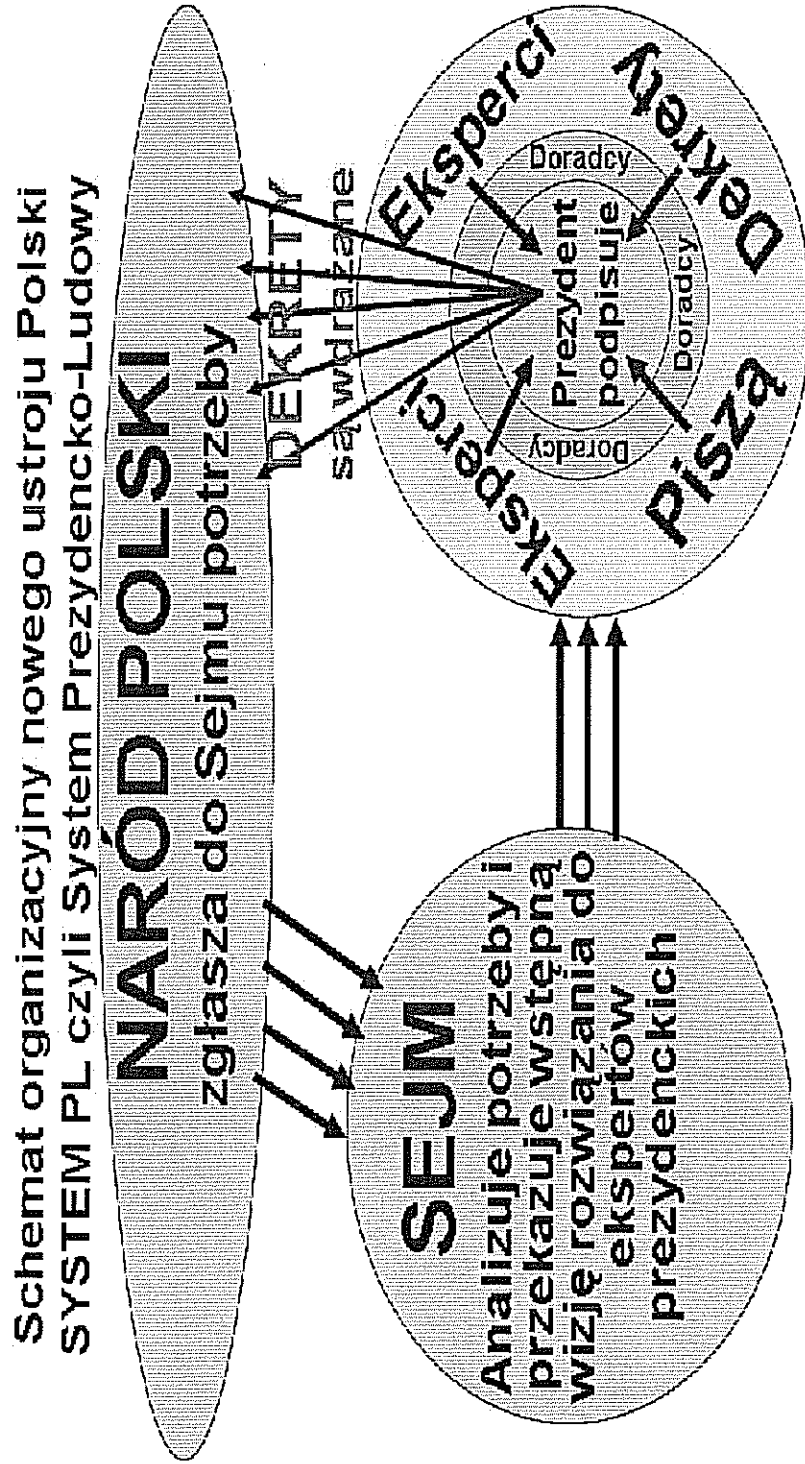 Schemat organizacyjny nowego ustroju Polski
SYSTEM PL czyli System Prezydencko-Ludowy
NARÓD POLSKI
zgłasza do Sejmu potrzeby
DEKRETY
są wdrażane
SEJM
Analizuje potrzeby i
przekazuje wstępną
wizję rozwiązania do
ekspertów
prezydenckich
Eksperci
Eksperci
Doradcy
Doradcy
Doradcy
Prezydent
podpisuje
Piszą
Dekrety